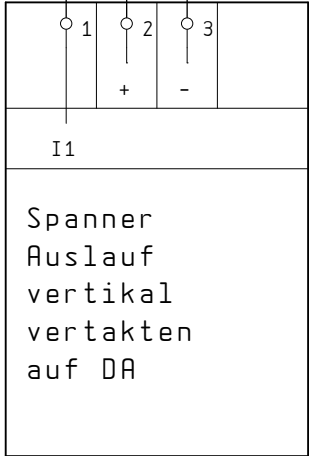 1 2 3
+ -
I1
Spanner
Auslauf
vertikal
vertakten
auf DA